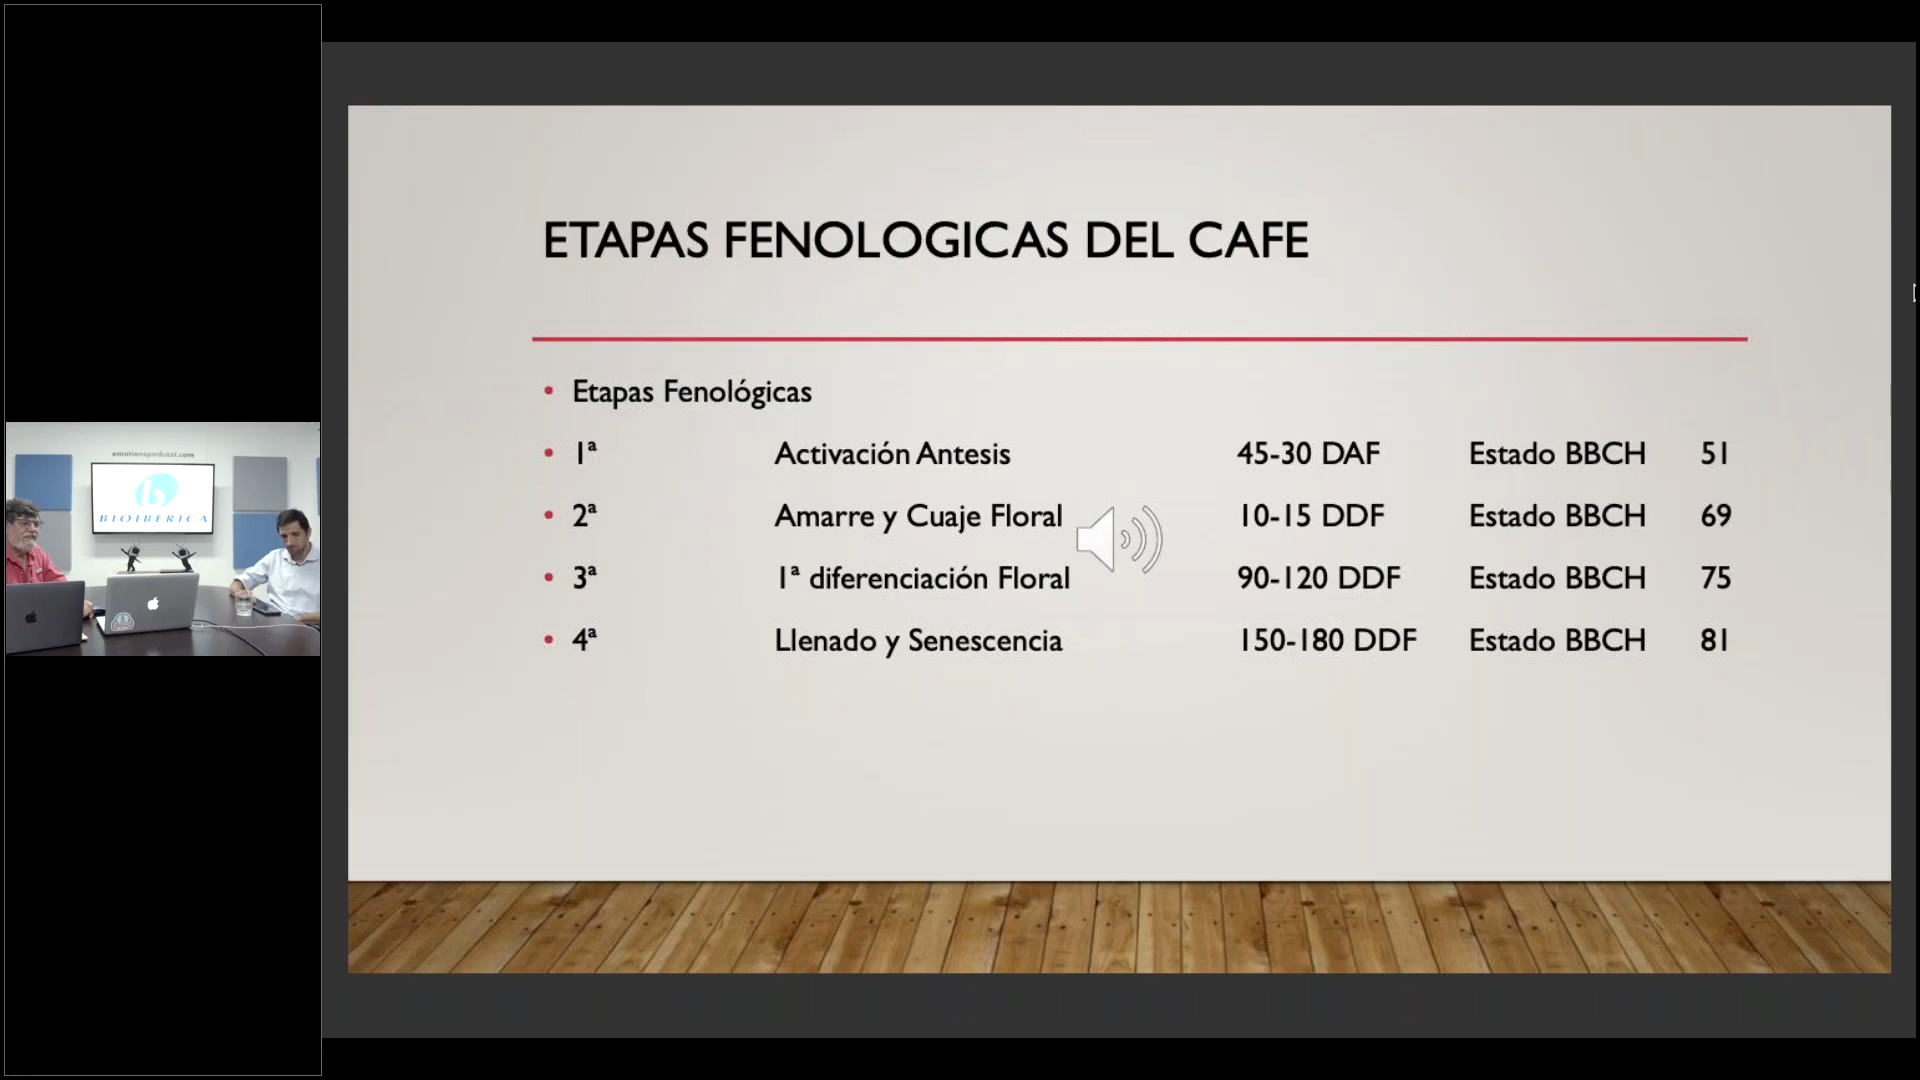 emotionspodcast.com
BIOIBERICA
ETAPAS FENOLOGICAS DEL CAFE
• Etapas Fenológicas
• 1ª Activación Antesis 45-30 DAF Estado BBCH 51
• 2ª Amarre y Cuaje Floral 10-15 DDF Estado BBCH 69
• 3ª 1ª diferenciación Floral 90-120 DDF Estado BBCH 75
• 4ª Llenado y Senescencia 150-180 DDF Estado BBCH 81